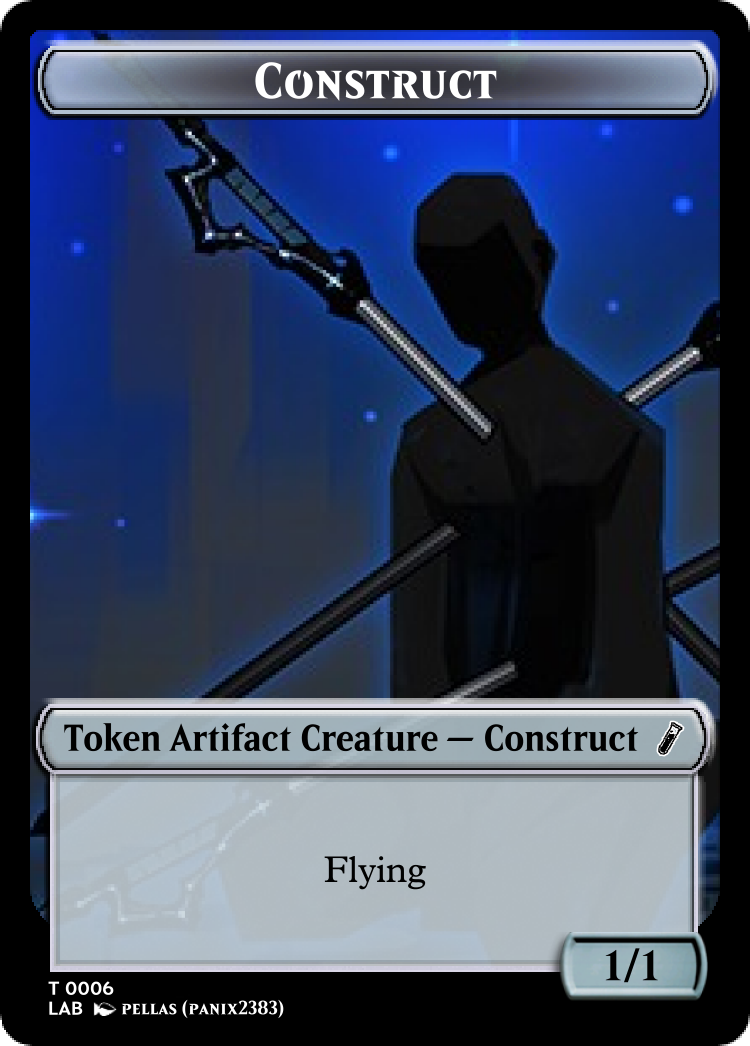 Construct
Token Artifact Creature — Construct
Flying
1/1
T 0006
LAB PELLAS (PANIX2383)